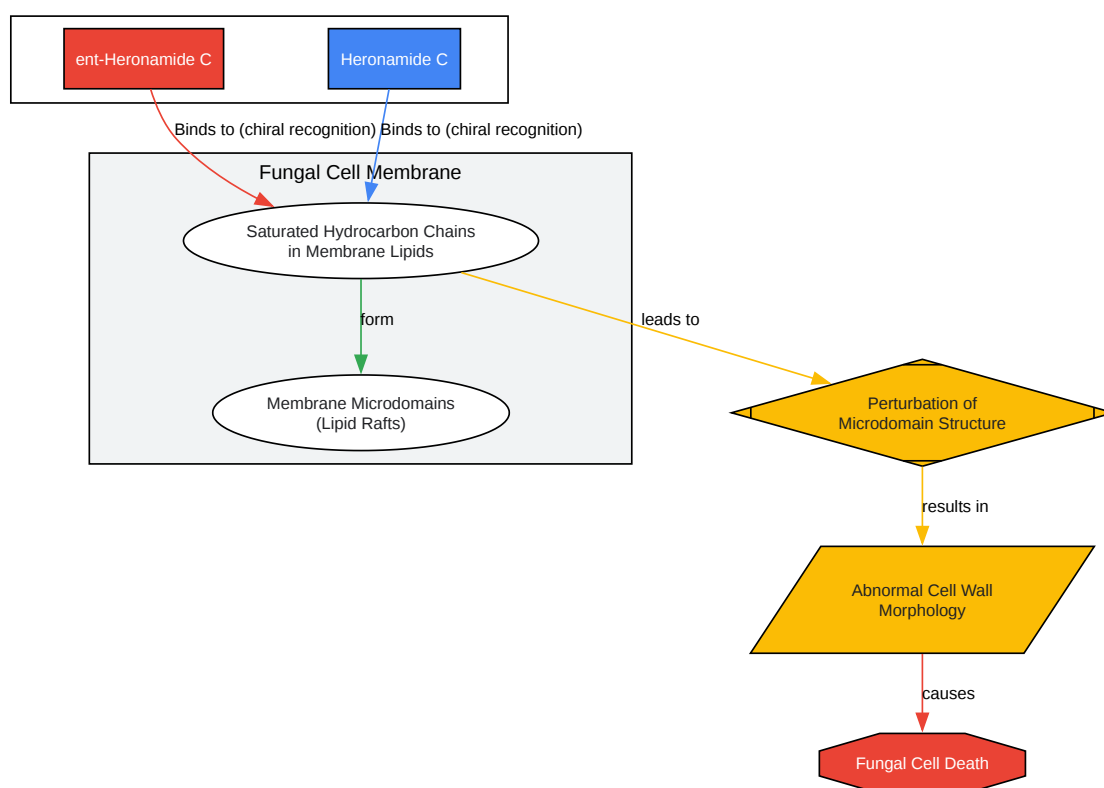 ent-Heronamide C
Heronamide C
Binds to (chiral recognition)
Binds to (chiral recognition)
Fungal Cell Membrane
Saturated Hydrocarbon Chains
in Membrane Lipids
form
leads to
Membrane Microdomains
(Lipid Rafts)
Perturbation of
Microdomain Structure
results in
Abnormal Cell Wall
Morphology
causes
Fungal Cell Death